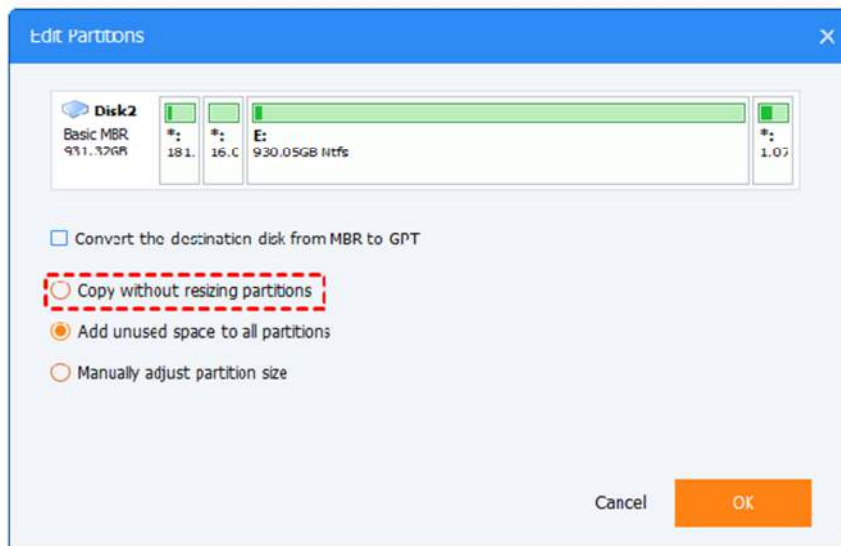 Edit Partitions
Disk2
Basic MBR
931.32GB
*:
181.
*:
16.0
E:
930.05GB Ntfs
*:
1.07
Convert the destination disk from MBR to GPT
Copy without resizing partitions
Add unused space to all partitions
Manually adjust partition size
Cancel
OK